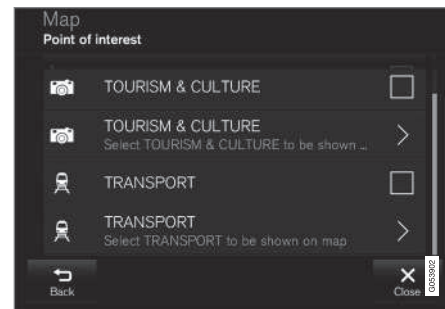 Map
Point of interest
TOURISM & CULTURE
TOURISM & CULTURE
Select TOURISM & CULTURE to be shown ...
TRANSPORT
TRANSPORT
Select TRANSPORT to be shown on map
Back
Close
G053902